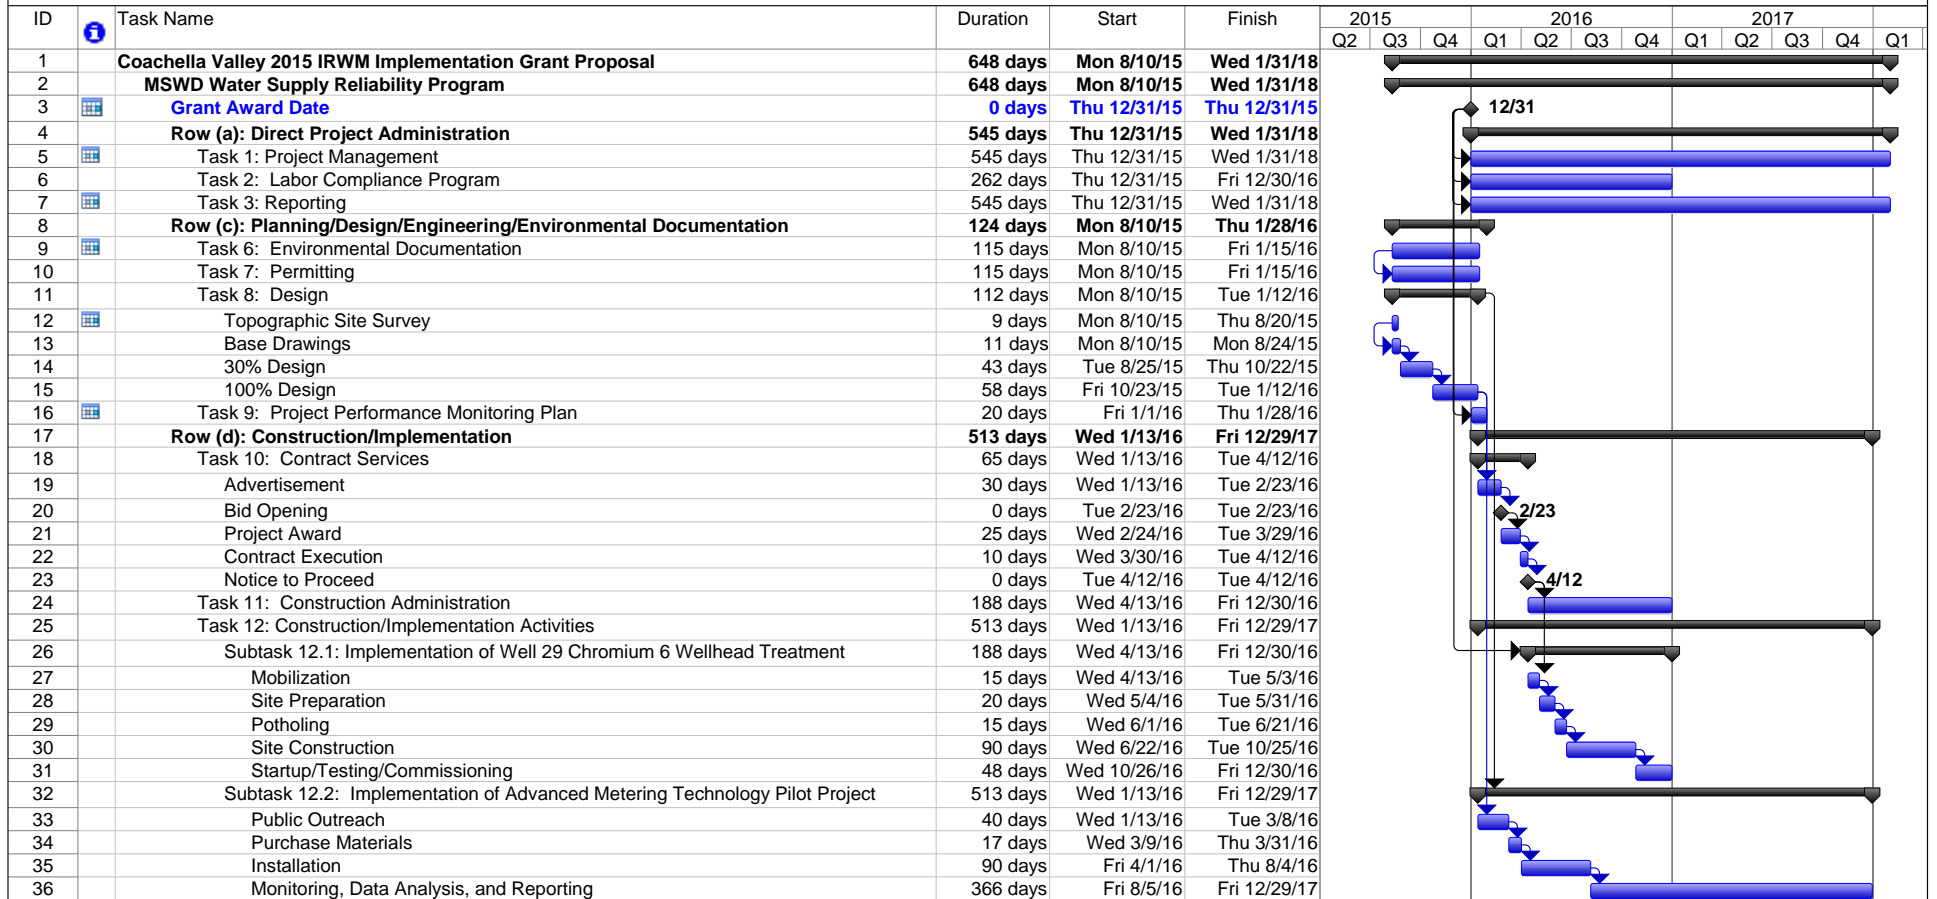 ID Task Name Duration Start Finish 2015 2016 2017
Q2 Q3 Q4 Q1 Q2 Q3 Q4 Q1 Q2 Q3 Q4 Q1
1 Coachella Valley 2015 IRWM Implementation Grant Proposal 648 days Mon 8/10/15 Wed 1/31/18
2 MSWD Water Supply Reliability Program 648 days Mon 8/10/15 Wed 1/31/18
3 Grant Award Date 0 days Thu 12/31/15 Thu 12/31/15 12/31
4 Row (a): Direct Project Administration 545 days Thu 12/31/15 Wed 1/31/18
5 Task 1: Project Management 545 days Thu 12/31/15 Wed 1/31/18
6 Task 2: Labor Compliance Program 262 days Thu 12/31/15 Fri 12/30/16
7 Task 3: Reporting 545 days Thu 12/31/15 Wed 1/31/18
8 Row (c): Planning/Design/Engineering/Environmental Documentation 124 days Mon 8/10/15 Thu 1/28/16
9 Task 6: Environmental Documentation 115 days Mon 8/10/15 Fri 1/15/16
10 Task 7: Permitting 115 days Mon 8/10/15 Fri 1/15/16
11 Task 8: Design 112 days Mon 8/10/15 Tue 1/12/16
12 Topographic Site Survey 9 days Mon 8/10/15 Thu 8/20/15
13 Base Drawings 11 days Mon 8/10/15 Mon 8/24/15
14 30% Design 43 days Tue 8/25/15 Thu 10/22/15
15 100% Design 58 days Fri 10/23/15 Tue 1/12/16
16 Task 9: Project Performance Monitoring Plan 20 days Fri 1/1/16 Thu 1/28/16
17 Row (d): Construction/Implementation 513 days Wed 1/13/16 Fri 12/29/17
18 Task 10: Contract Services 65 days Wed 1/13/16 Tue 4/12/16
19 Advertisement 30 days Wed 1/13/16 Tue 2/23/16
20 Bid Opening 0 days Tue 2/23/16 Tue 2/23/16 2/23
21 Project Award 25 days Wed 2/24/16 Tue 3/29/16
22 Contract Execution 10 days Wed 3/30/16 Tue 4/12/16
23 Notice to Proceed 0 days Tue 4/12/16 Tue 4/12/16 4/12
24 Task 11: Construction Administration 188 days Wed 4/13/16 Fri 12/30/16
25 Task 12: Construction/Implementation Activities 513 days Wed 1/13/16 Fri 12/29/17
26 Subtask 12.1: Implementation of Well 29 Chromium 6 Wellhead Treatment 188 days Wed 4/13/16 Fri 12/30/16
27 Mobilization 15 days Wed 4/13/16 Tue 5/3/16
28 Site Preparation 20 days Wed 5/4/16 Tue 5/31/16
29 Potholing 15 days Wed 6/1/16 Tue 6/21/16
30 Site Construction 90 days Wed 6/22/16 Tue 10/25/16
31 Startup/Testing/Commissioning 48 days Wed 10/26/16 Fri 12/30/16
32 Subtask 12.2: Implementation of Advanced Metering Technology Pilot Project 513 days Wed 1/13/16 Fri 12/29/17
33 Public Outreach 40 days Wed 1/13/16 Tue 3/8/16
34 Purchase Materials 17 days Wed 3/9/16 Thu 3/31/16
35 Installation 90 days Fri 4/1/16 Thu 8/4/16
36 Monitoring, Data Analysis, and Reporting 366 days Fri 8/5/16 Fri 12/29/17